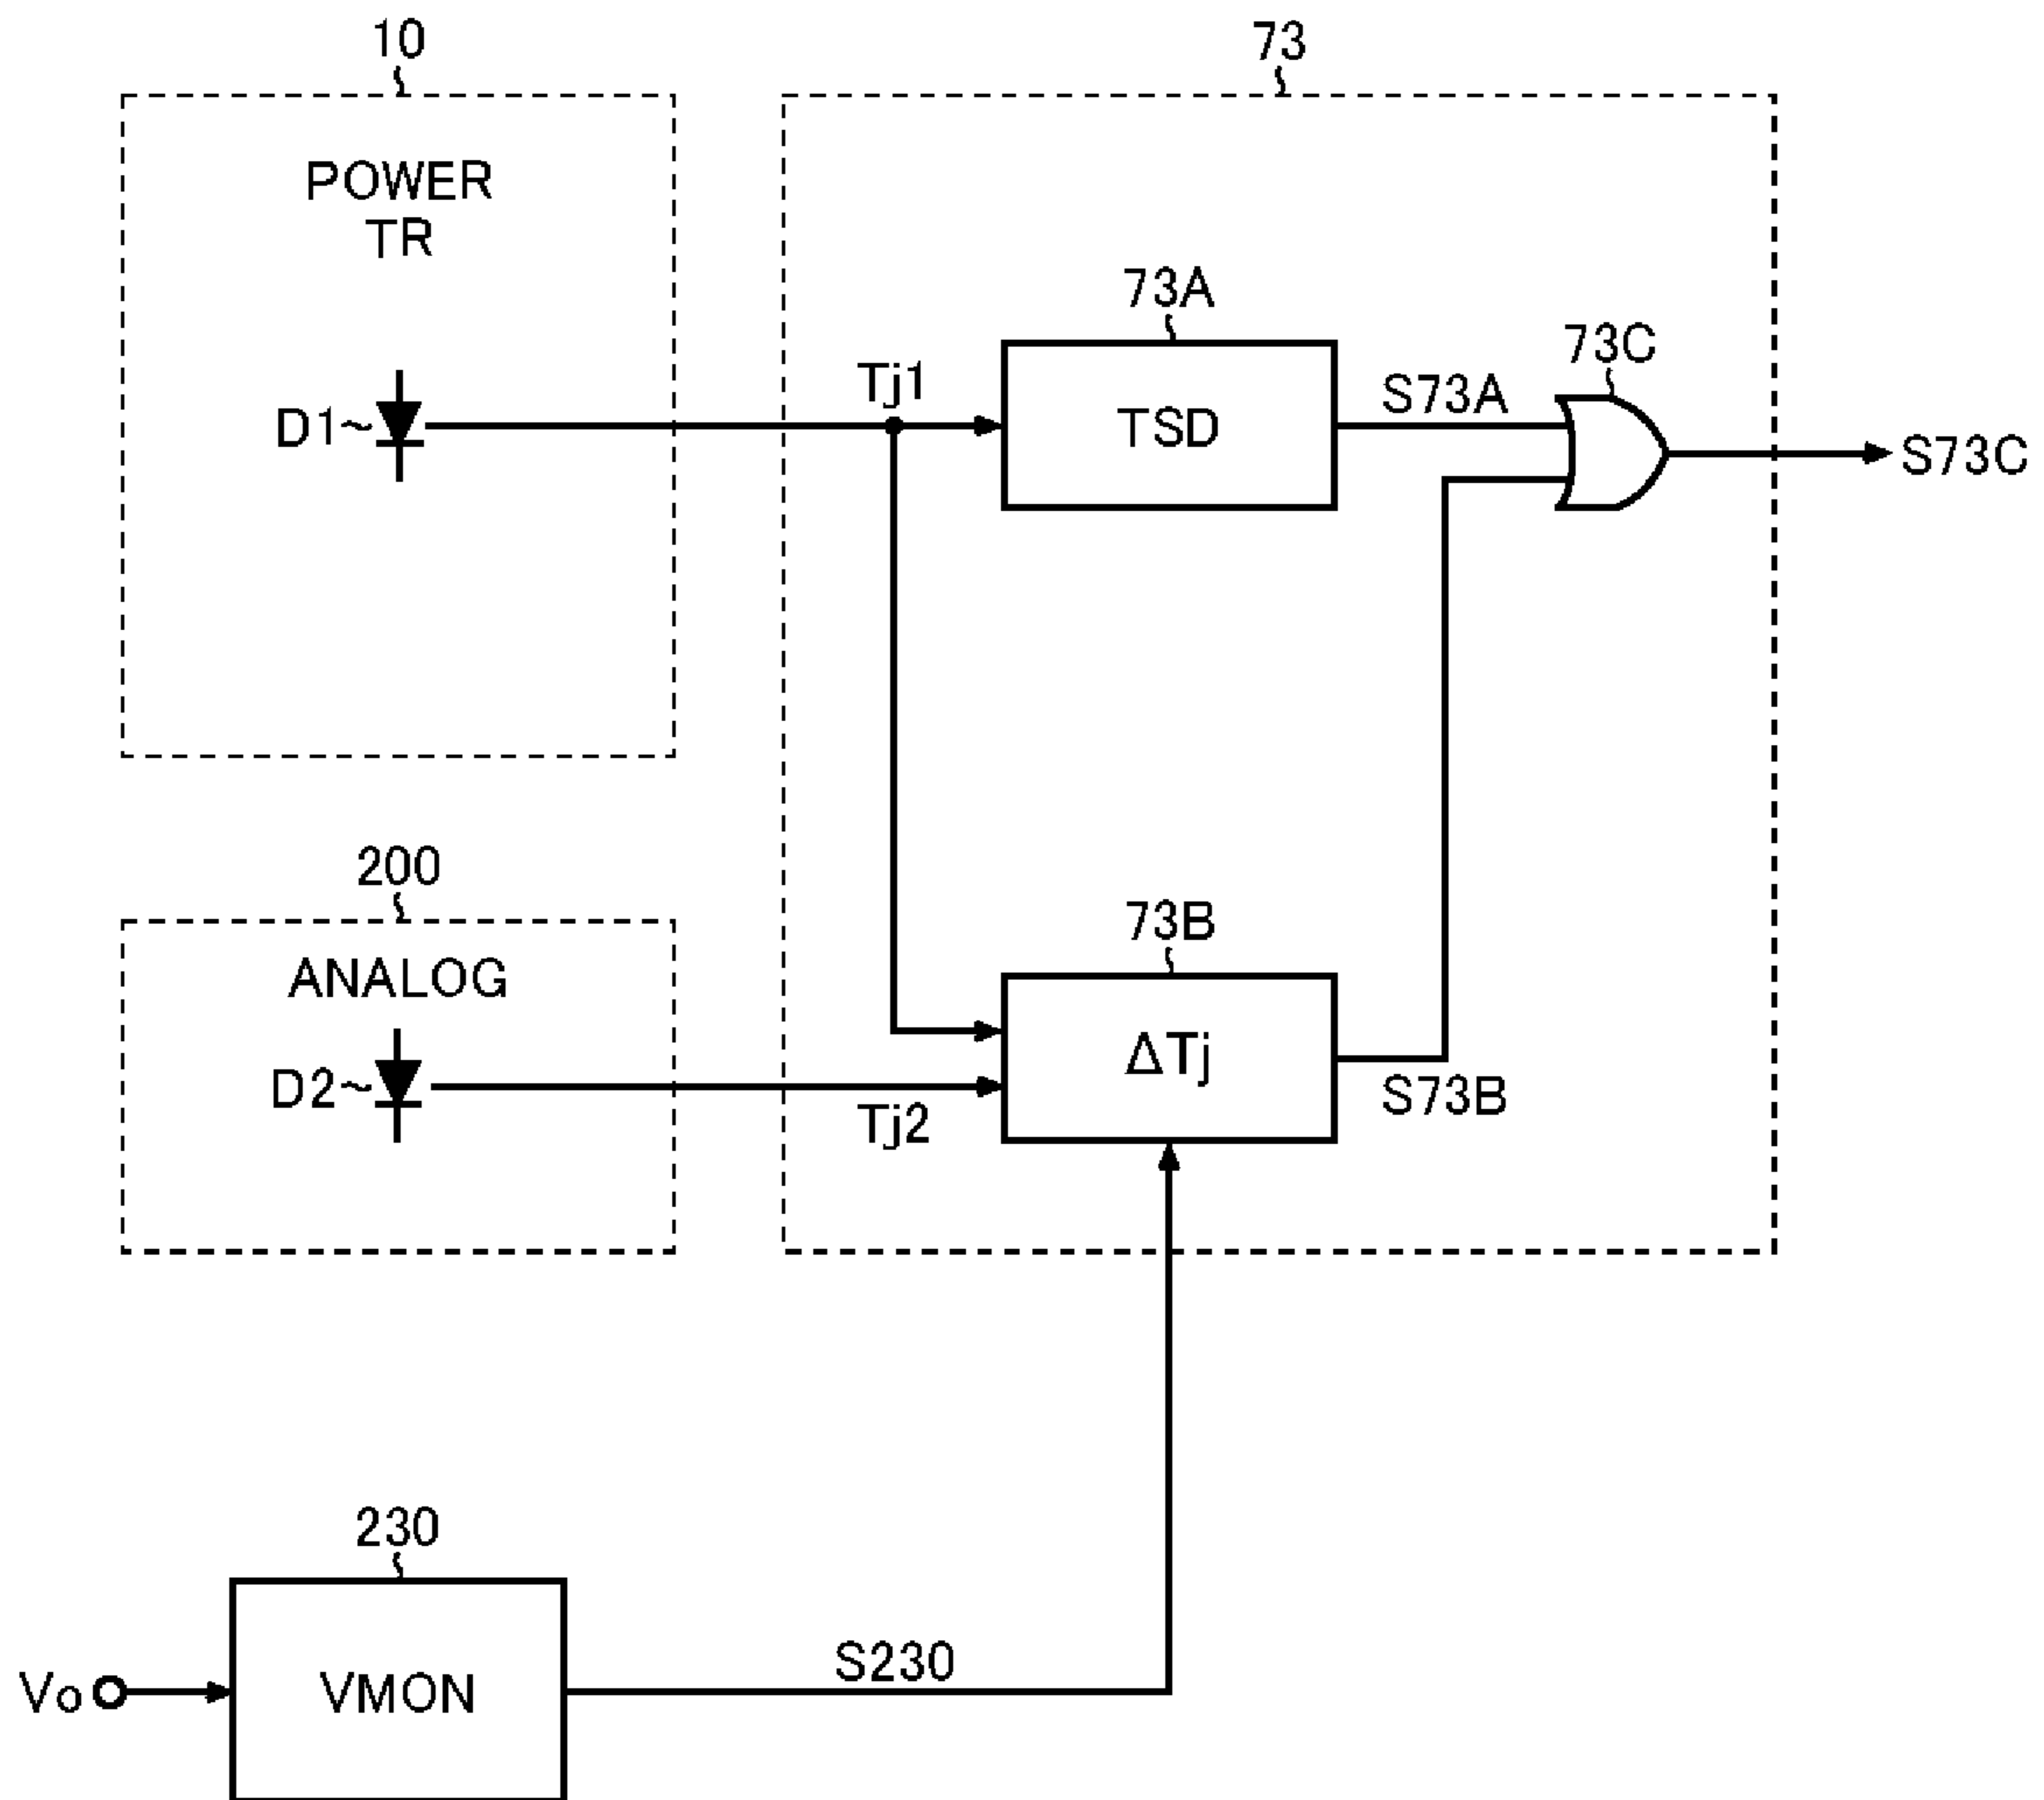 10
73
POWER
TR
73A
73C
Tj1
S73A
D1
TSD
S73C
200
73B
ANALOG
ΔTj
D2
S73B
Tj2
230
S230
Vo
VMON